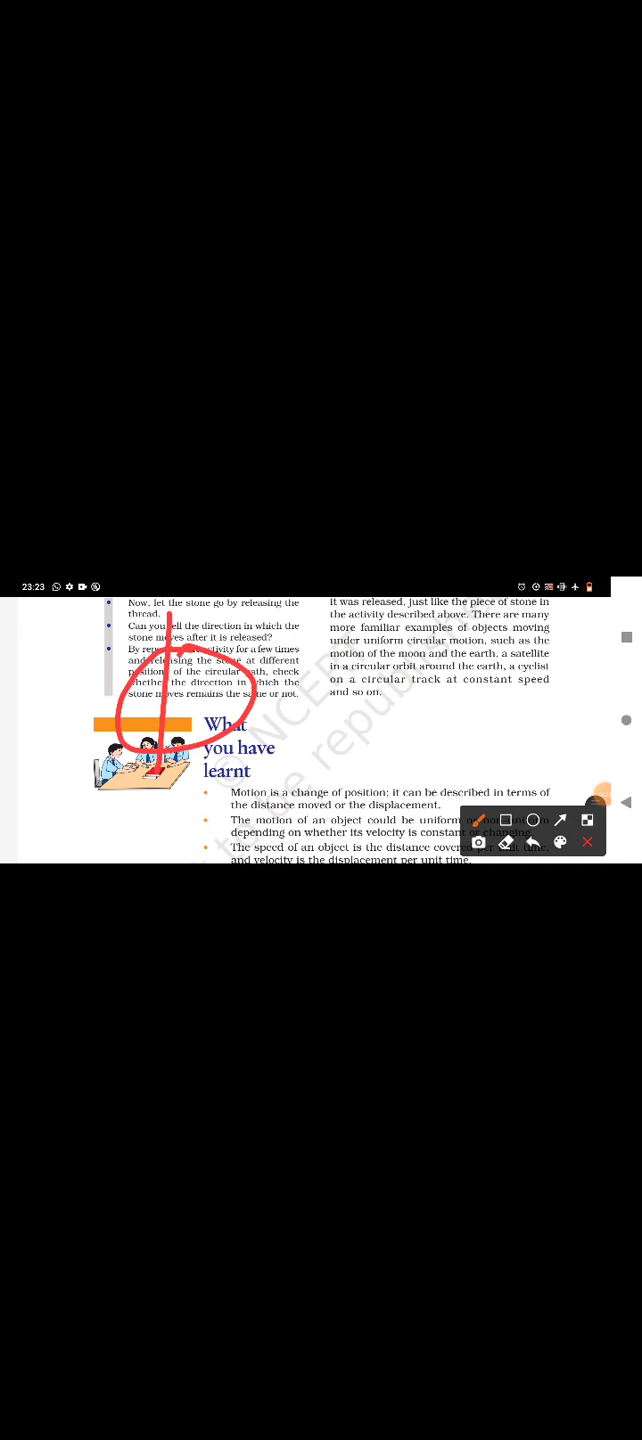 23:23
Now, let the stone go by releasing the
thread.
Can you tell the direction in which the
stone moves after it is released?
By activity for a few times
and releasing the stone at different
positions of the circular path, check
whether the direction in which the
stone moves remains the same or not.
it was released, just like the piece of stone in
the activity described above. There are many
more familiar examples of objects moving
under uniform circular motion, such as the
motion of the moon and the earth, a satellite
in a circular orbit around the earth, a cyclist
on a circular track at constant speed
and so on.
What
you have
learnt
Motion is a change of position; it can be described in terms of
the distance moved or the displacement.
The motion of an object could be uniform or non-uniform
depending on whether its velocity is constant or changing.
The speed of an object is the distance covered per unit time,
and velocity is the displacement per unit time.
© NCERT
to be republished